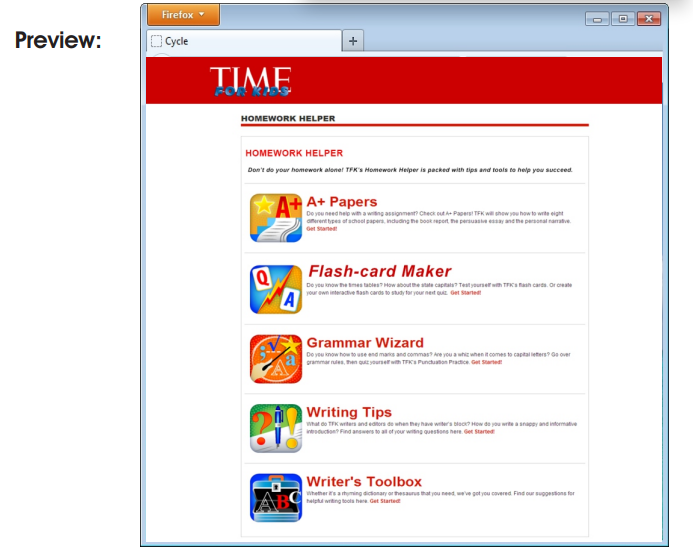 Firefox
Preview:
Cycle
+
TIME
FOR KIDS
HOMEWORK HELPER
HOMEWORK HELPER
Don't do your homework alone! TFK's Homework Helper is packed with tips and tools to help you succeed.
A+
A+ Papers
Do you need help with a writing assignment? Check out A+ Papers! TFK will show you how to write eight
different types of school papers, including the book report, the persuasive essay and the personal narrative.
Get Started!
Q
A
Flash-card Maker
Do you know the times tables? How about the state capitals? Test yourself with TFK's flash cards. Or create
your own interactive flash cards to study for your next quiz. Get Started!
; v a
A
Grammar Wizard
Do you know how to use end marks and commas? Are you a whiz when it comes to capital letters? Go over
grammar rules, then quiz yourself with TFK's Punctuation Practice. Get Started!
? !
Writing Tips
What do TFK writers and editors do when they have writer's block? How do you write a snappy and informative
introduction? Find answers to all of your writing questions here. Get Started!
ABC
Writer's Toolbox
Whether it's a rhyming dictionary or thesaurus that you need, we've got you covered. Find our suggestions for
helpful writing tools here. Get Started!